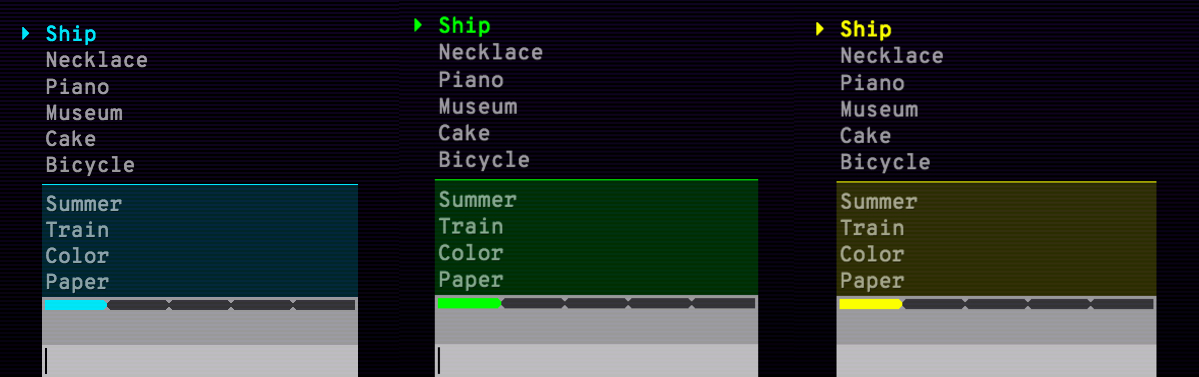 Ship
Necklace
Piano
Museum
Cake
Bicycle
Summer
Train
Color
Paper
Ship
Necklace
Piano
Museum
Cake
Bicycle
Summer
Train
Color
Paper
Ship
Necklace
Piano
Museum
Cake
Bicycle
Summer
Train
Color
Paper